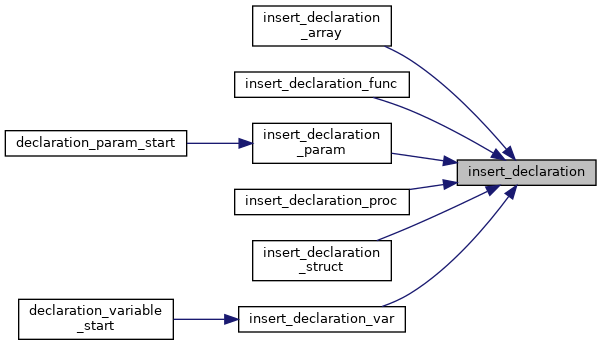 insert_declaration
_array
insert_declaration_func
declaration_param_start
insert_declaration
_param
insert_declaration
insert_declaration_proc
insert_declaration
_struct
declaration_variable
_start
insert_declaration_var